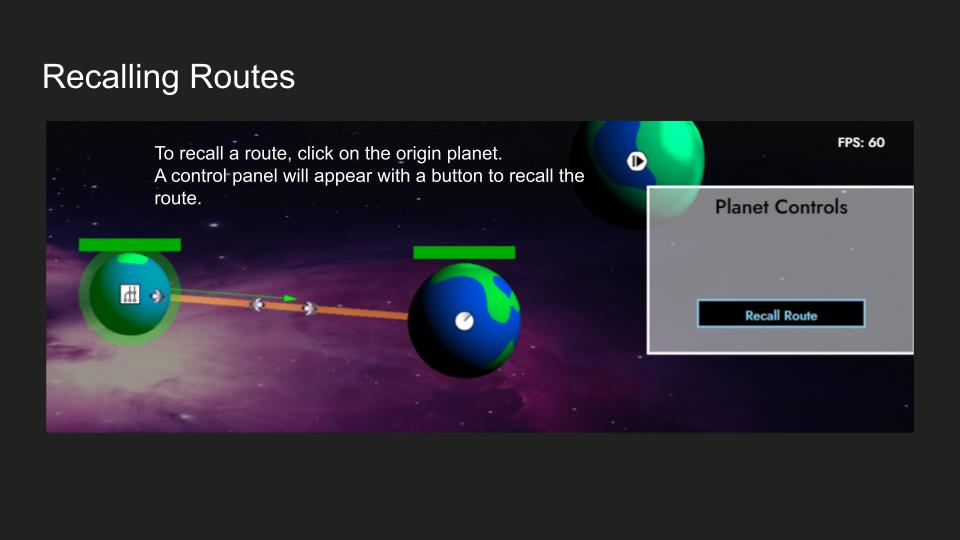 Recalling Routes
To recall a route, click on the origin planet.
A control panel will appear with a button to recall the
route.
FPS: 60
Planet Controls
Recall Route